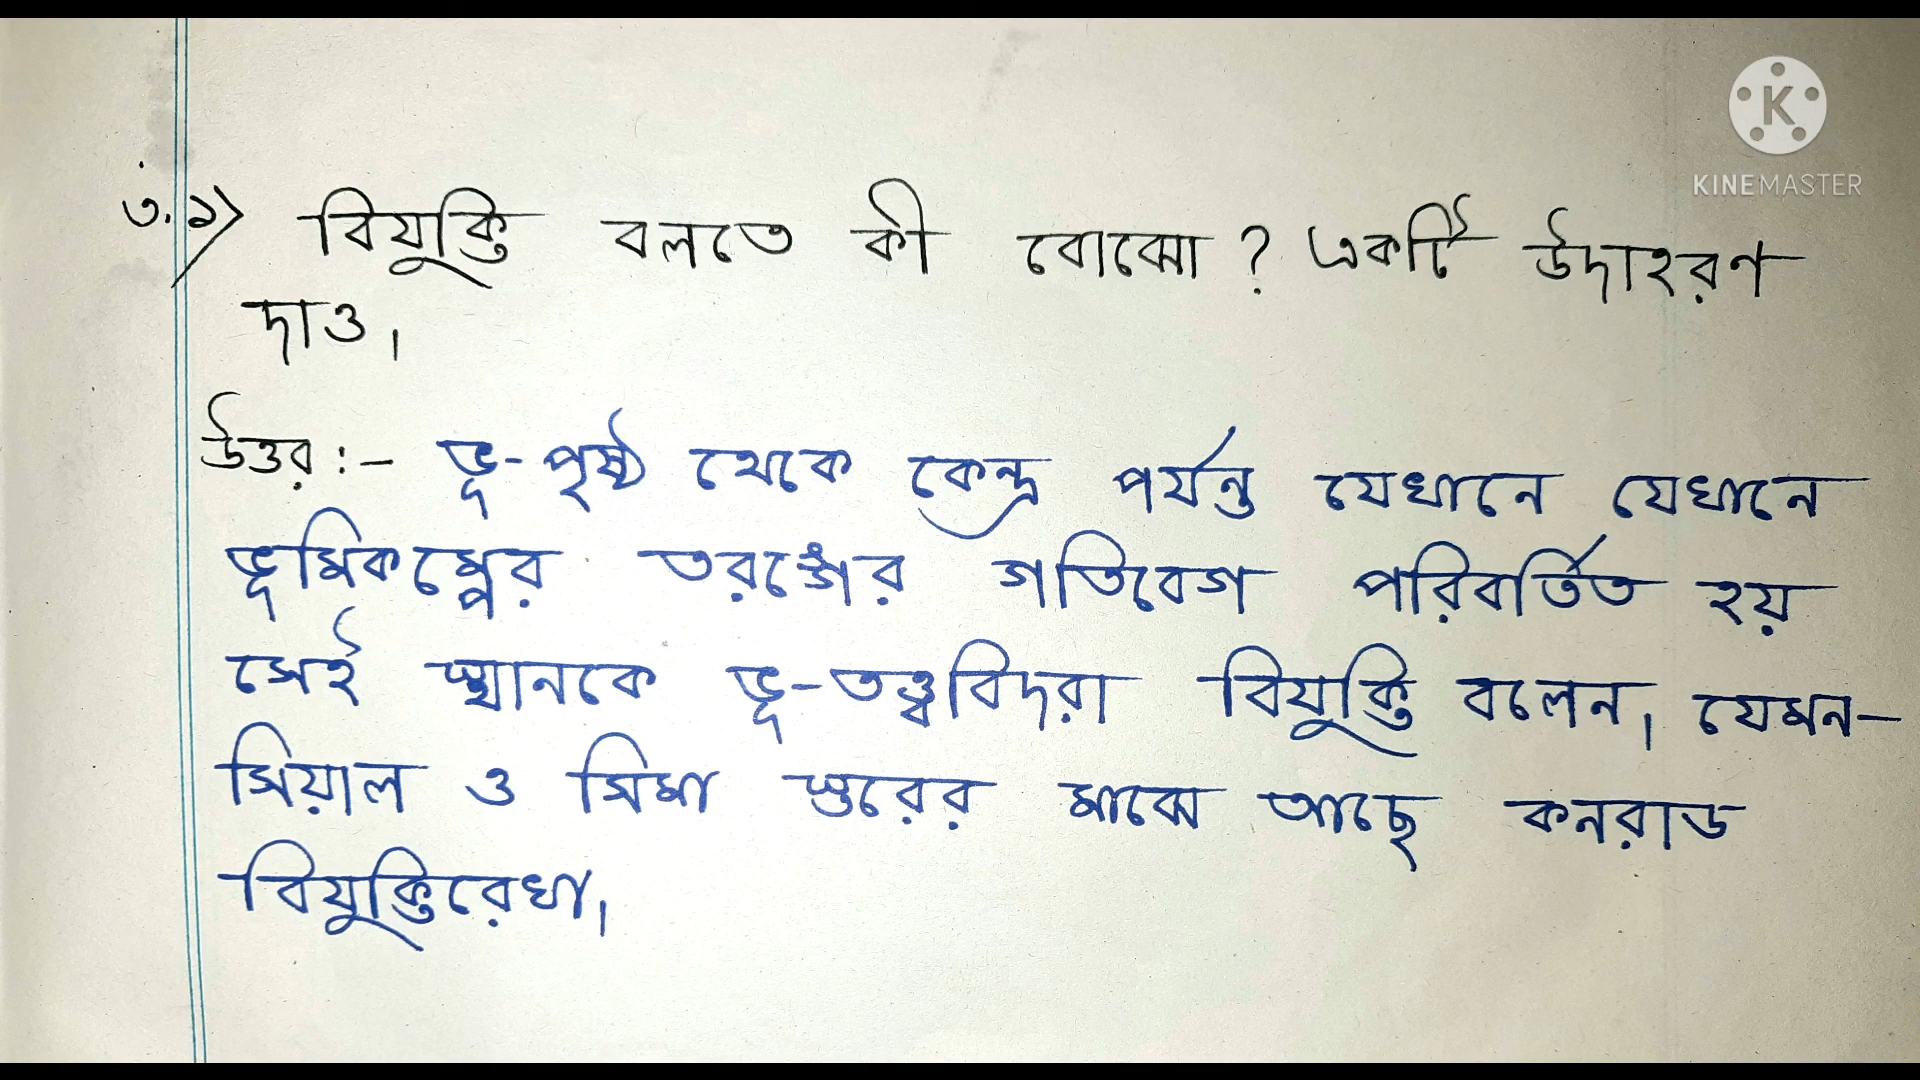 KINEMASTER
৩.১) বিযুক্তি বলতে কী বোঝো? একটি উদাহরণ
দাও।
উত্তর:- ভূ-পৃষ্ঠ থেকে কেন্দ্র পর্যন্ত যেখানে যেখানে
ভূমিকম্পের তরঙ্গের গতিবেগ পরিবর্তিত হয়
সেই স্থানকে ভূ-তত্ত্ববিদরা বিযুক্তি বলেন। যেমন-
সিয়াল ও সিমা স্তরের মাঝে আছে কনরাড
বিযুক্তিরেখা।